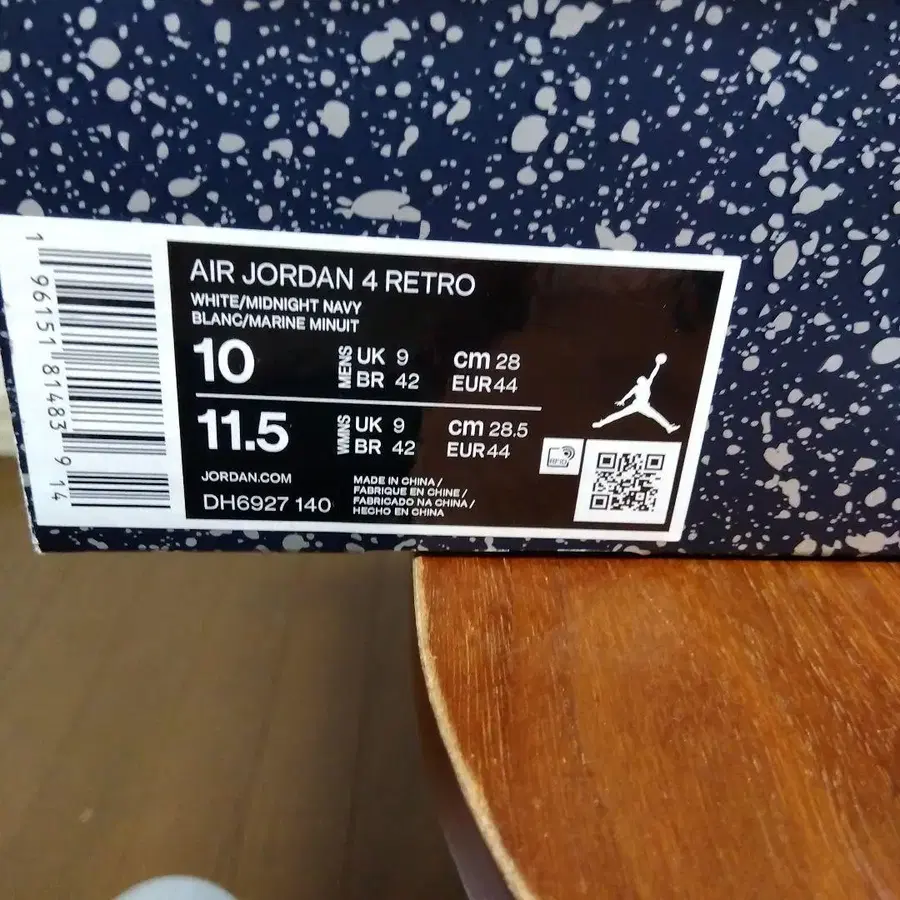 AIR JORDAN 4 RETRO
WHITE/MIDNIGHT NAVY
BLANC/MARINE MINUIT
10 MENS UK 9 cm 28
BR 42 EUR 44
11.5 WMNS UK 9 cm 28.5
BR 42 EUR 44
RFID
JORDAN.COM
DH6927 140
MADE IN CHINA /
FABRIQUE EN CHINE /
FABRICADO NA CHINA /
HECHO EN CHINA
1 96151 81483 9 14